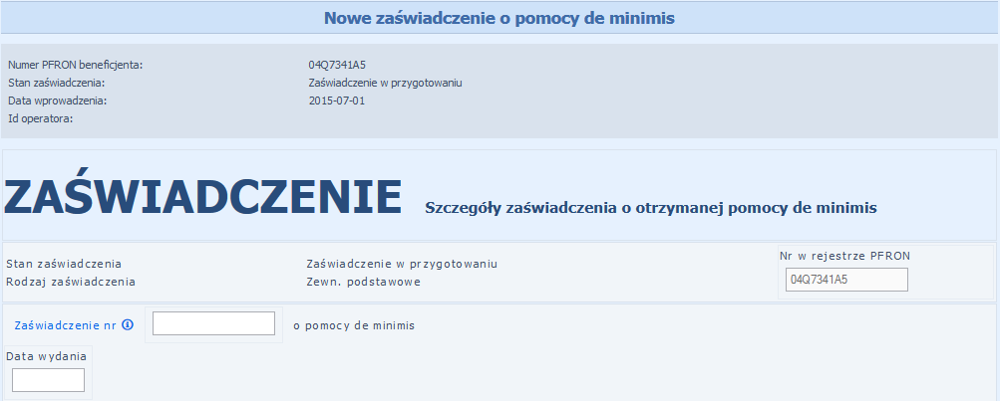 Nowe zaświadczenie o pomocy de minimis
Numer PFRON beneficjenta: 04Q7341A5
Stan zaświadczenia: Zaświadczenie w przygotowaniu
Data wprowadzenia: 2015-07-01
Id operatora:
ZAŚWIADCZENIE Szczegóły zaświadczenia o otrzymanej pomocy de minimis
Nr w rejestrze PFRON
Stan zaświadczenia Zaświadczenie w przygotowaniu
Rodzaj zaświadczenia Zewn. podstawowe 04Q7341A5
Zaświadczenie nr o pomocy de minimis
Data wydania